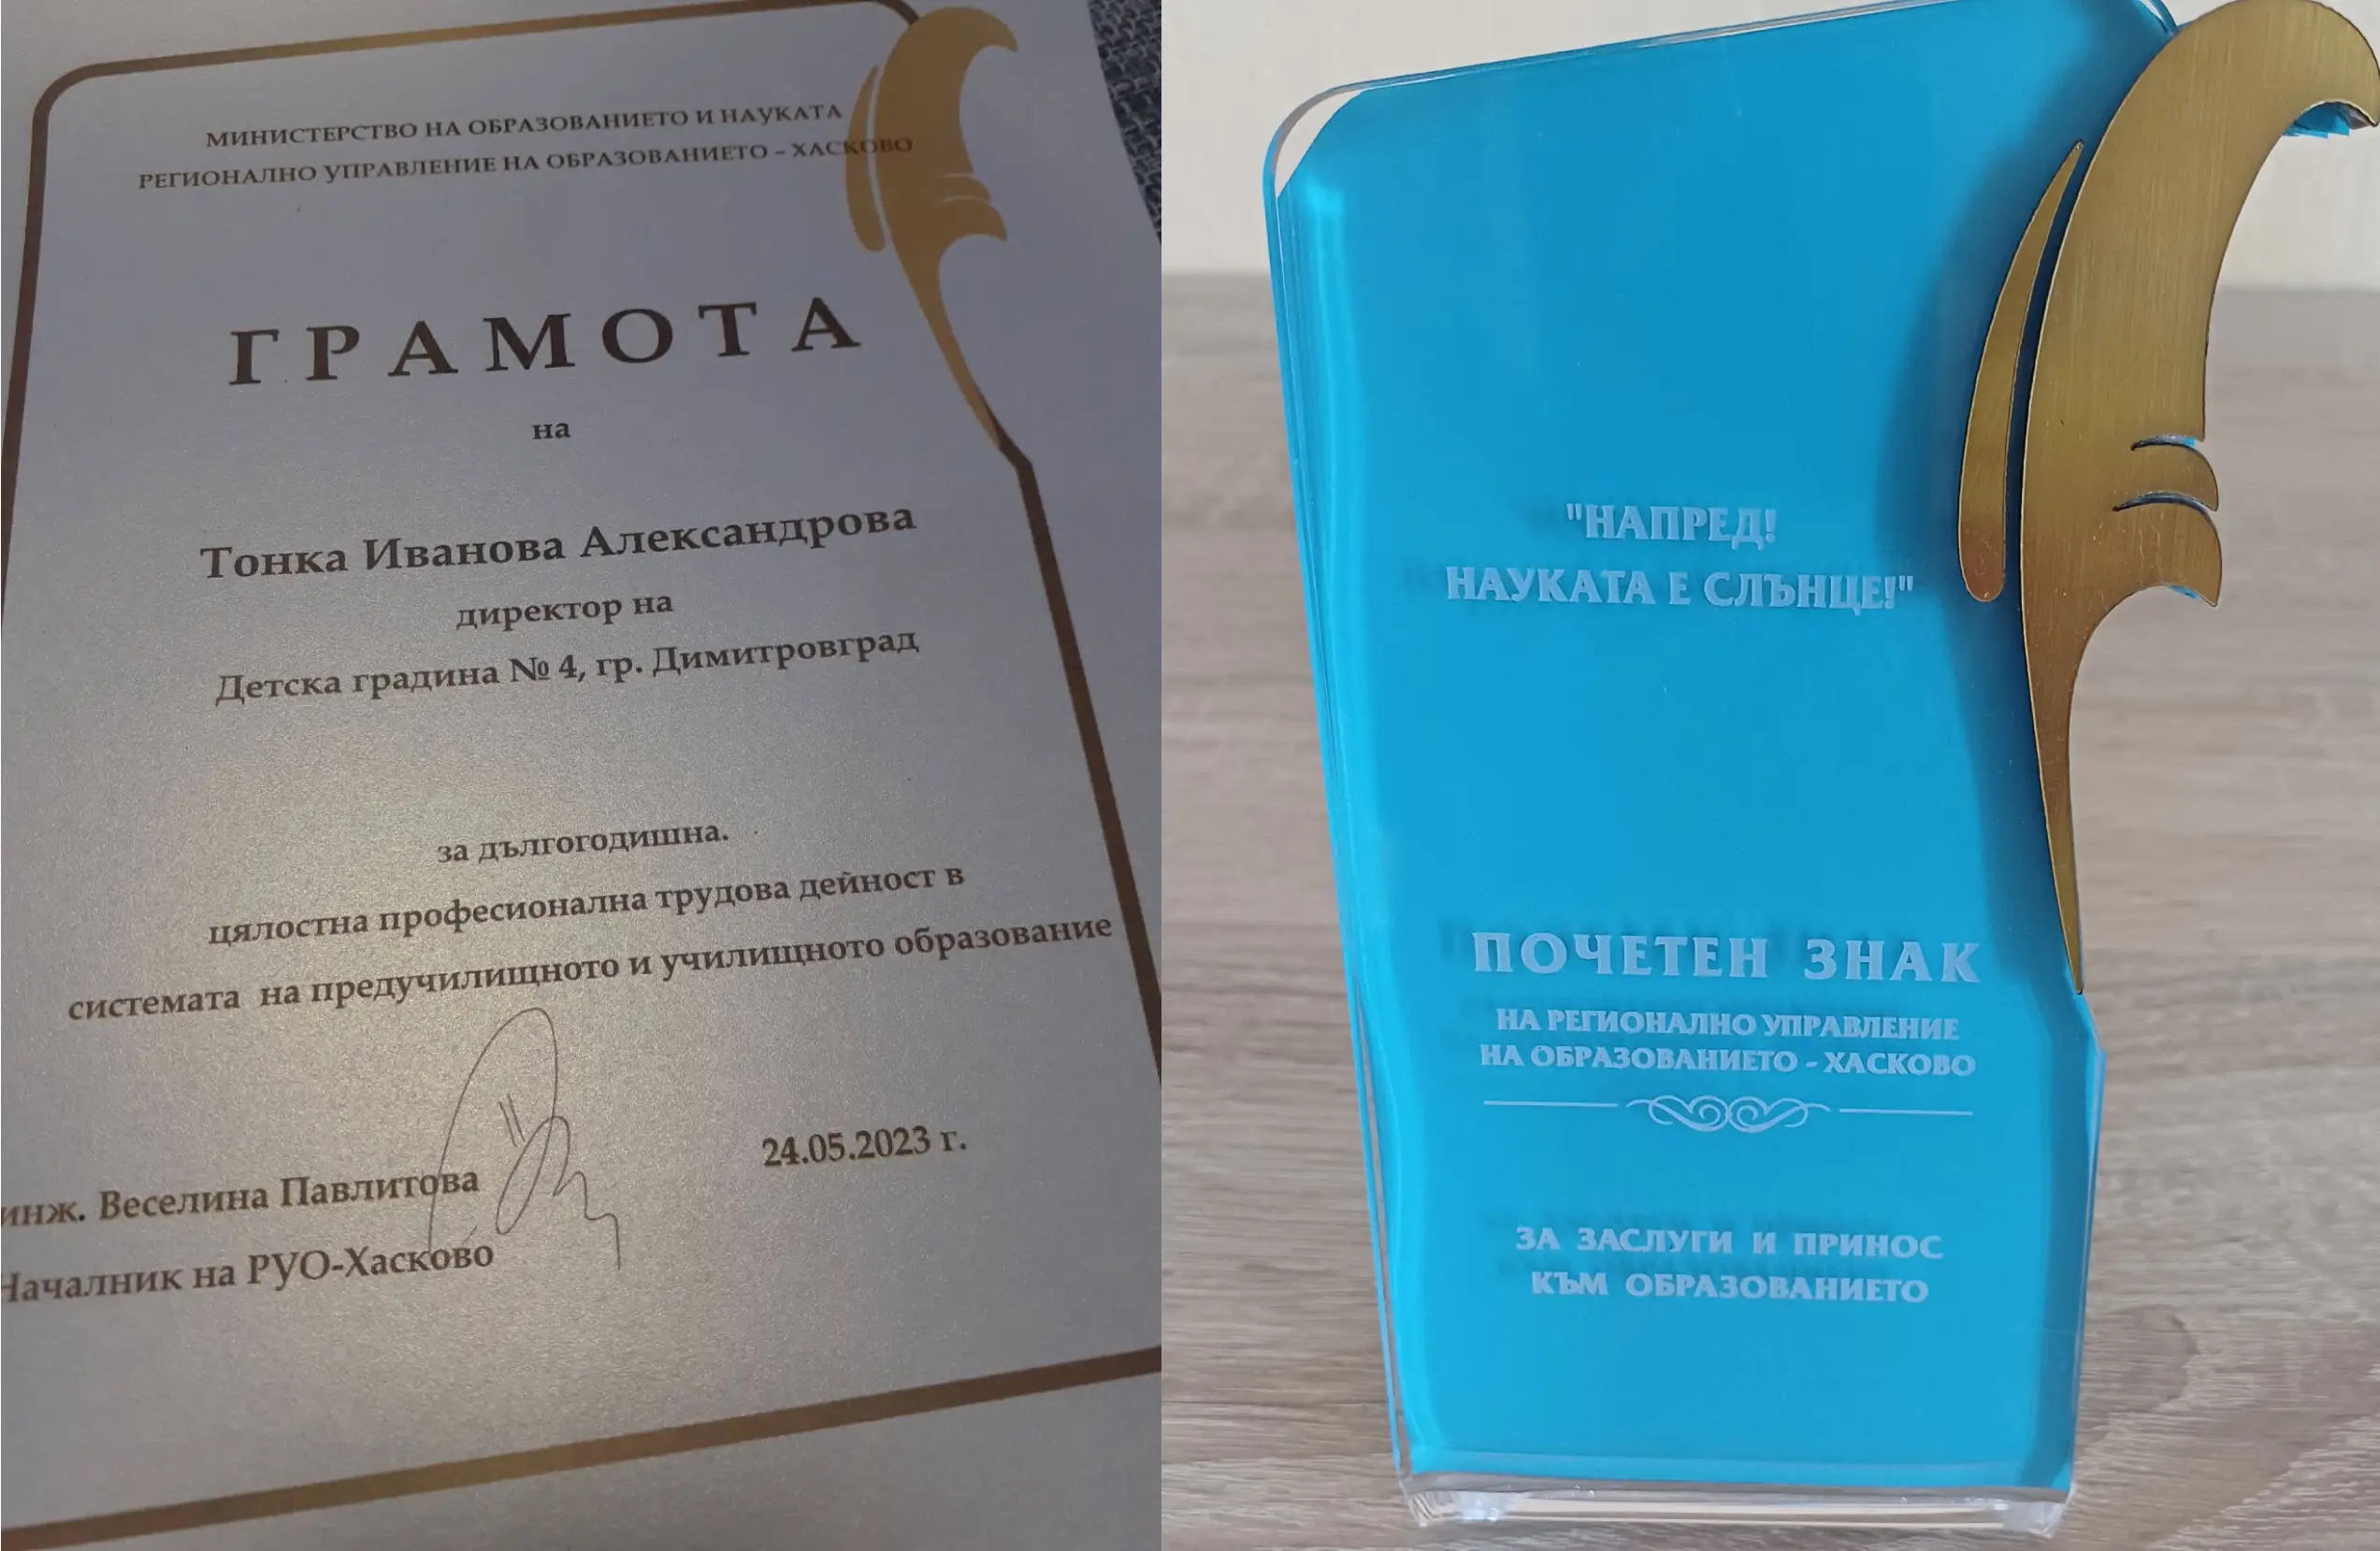 МИНИСТЕРСТВО НА ОБРАЗОВАНИЕТО И НАУКАТА
РЕГИОНАЛНО УПРАВЛЕНИЕ НА ОБРАЗОВАНИЕТО – ХАСКОВО
ГРАМОТА
на
Тонка Иванова Александрова
директор на
Детска градина № 4, гр. Димитровград
за дългогодишна.
цялостна професионална трудова дейност в
системата на предучилищното и училищното образование
24.05.2023 г.
инж. Веселина Павлитова
Началник на РУО-Хасково
"НАПРЕД!
НАУКАТА Е СЛЪНЦЕ!"
ПОЧЕТЕН ЗНАК
НА РЕГИОНАЛНО УПРАВЛЕНИЕ
НА ОБРАЗОВАНИЕТО - ХАСКОВО
ЗА ЗАСЛУГИ И ПРИНОС
КЪМ ОБРАЗОВАНИЕТО